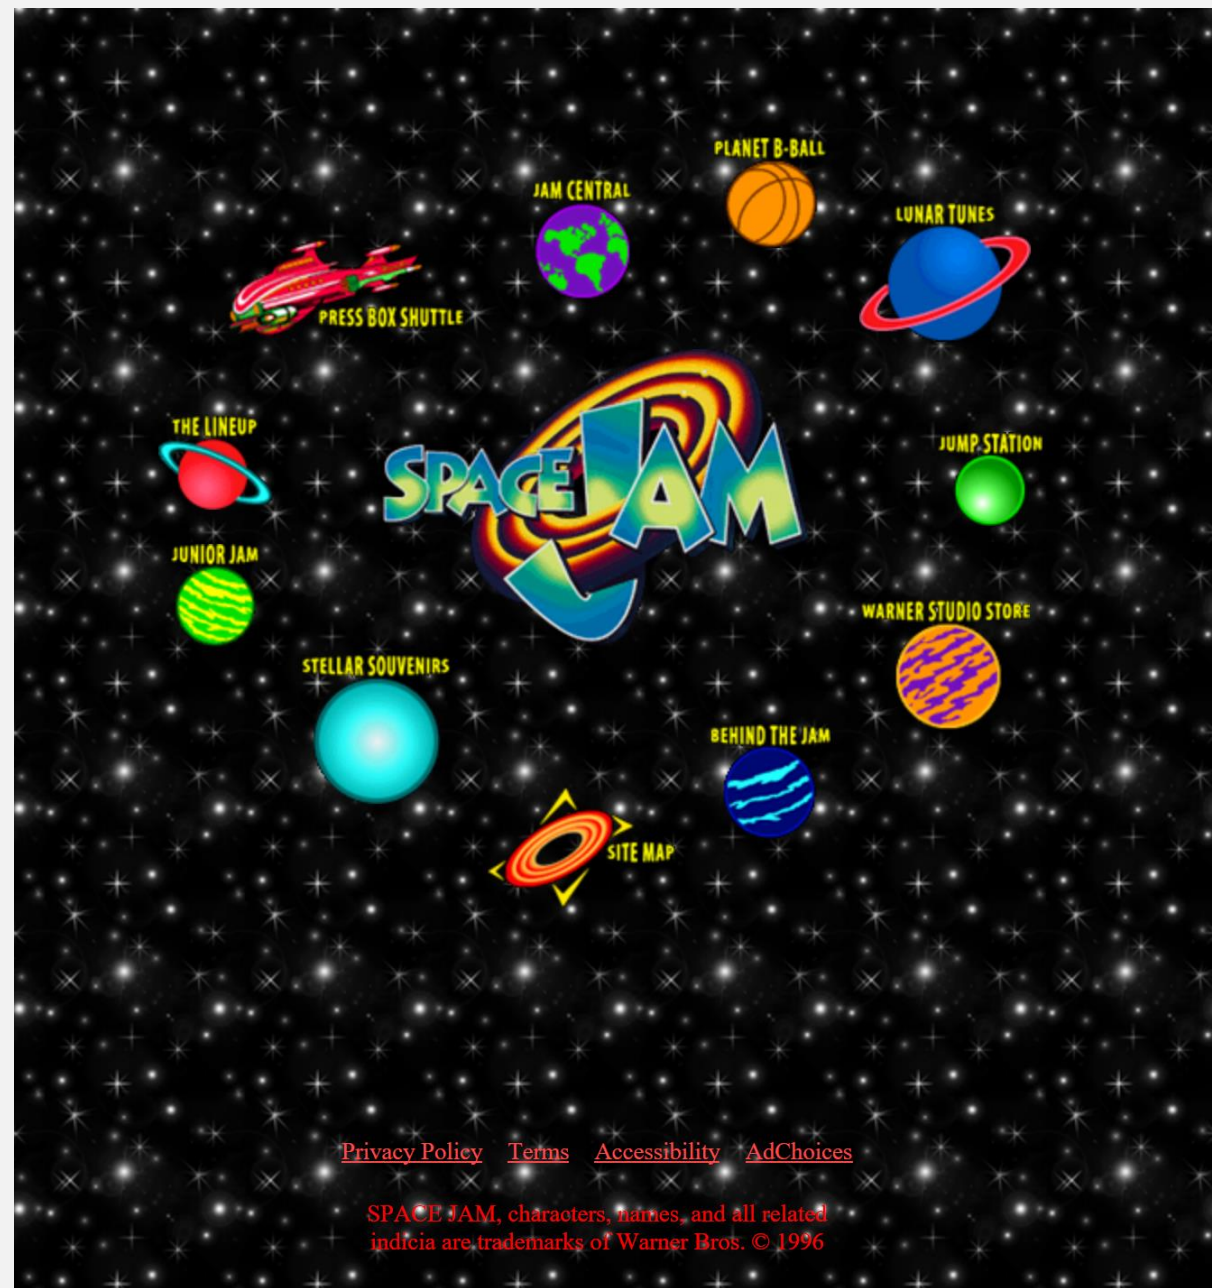 PLANET B-BALL
JAM CENTRAL
LUNAR TUNES
PRESS BOX SHUTTLE
THE LINEUP
JUMP STATION
SPACE JAM
JUNIOR JAM
WARNER STUDIO STORE
STELLAR SOUVENIRS
BEHIND THE JAM
SITE MAP
Privacy Policy Terms Accessibility AdChoices
SPACE JAM, characters, names, and all related
indicia are trademarks of Warner Bros. © 1996